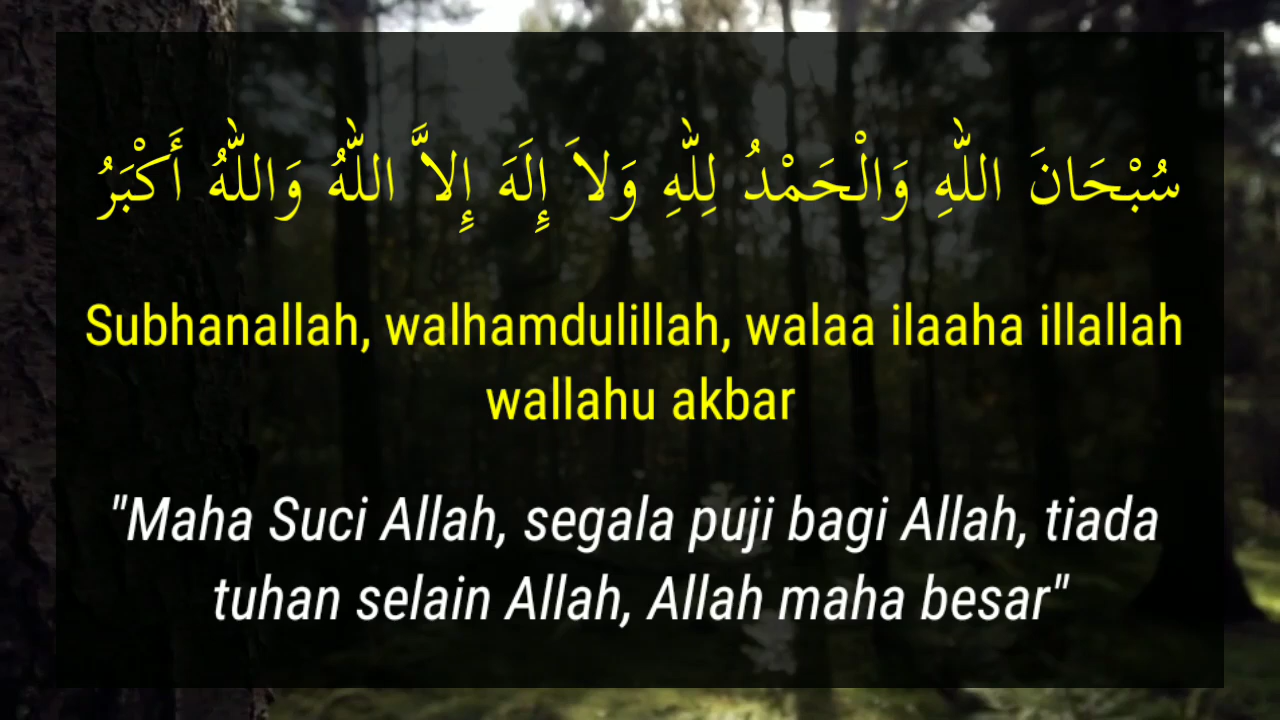 سُبْحَانَ اللّٰهِ وَالْحَمْدُ لِلّٰهِ وَلاَ إِلَهَ إِلاَّ اللّٰهُ وَاللّٰهُ أَكْبَرُ
Subhanallah, walhamdulillah, walaa ilaaha illallah
wallahu akbar
"Maha Suci Allah, segala puji bagi Allah, tiada
tuhan selain Allah, Allah maha besar"